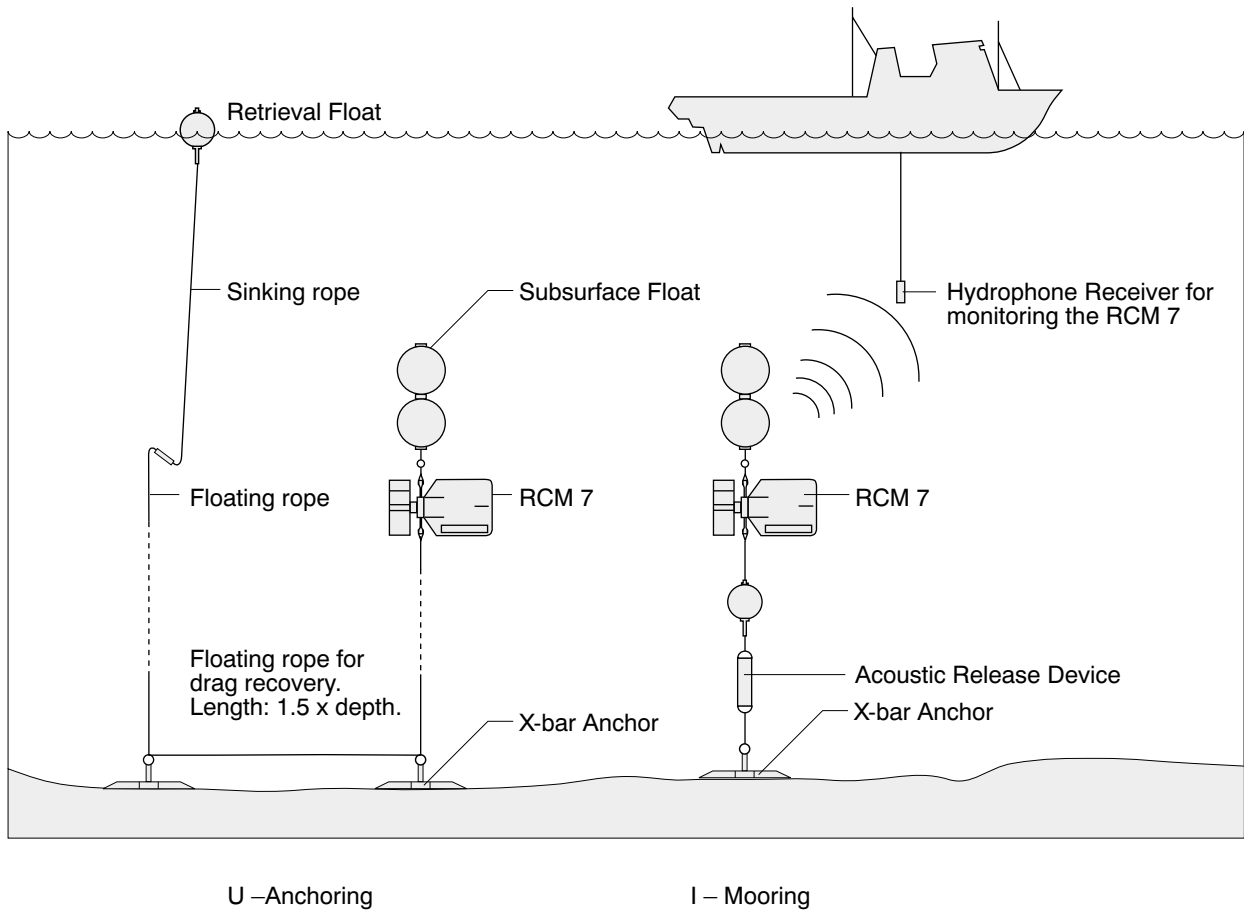 Retrieval Float
Sinking rope
Subsurface Float
Hydrophone Receiver for
monitoring the RCM 7
Floating rope
RCM 7
RCM 7
Floating rope for
drag recovery.
Length: 1.5 x depth.
Acoustic Release Device
X-bar Anchor
X-bar Anchor
U –Anchoring
I – Mooring